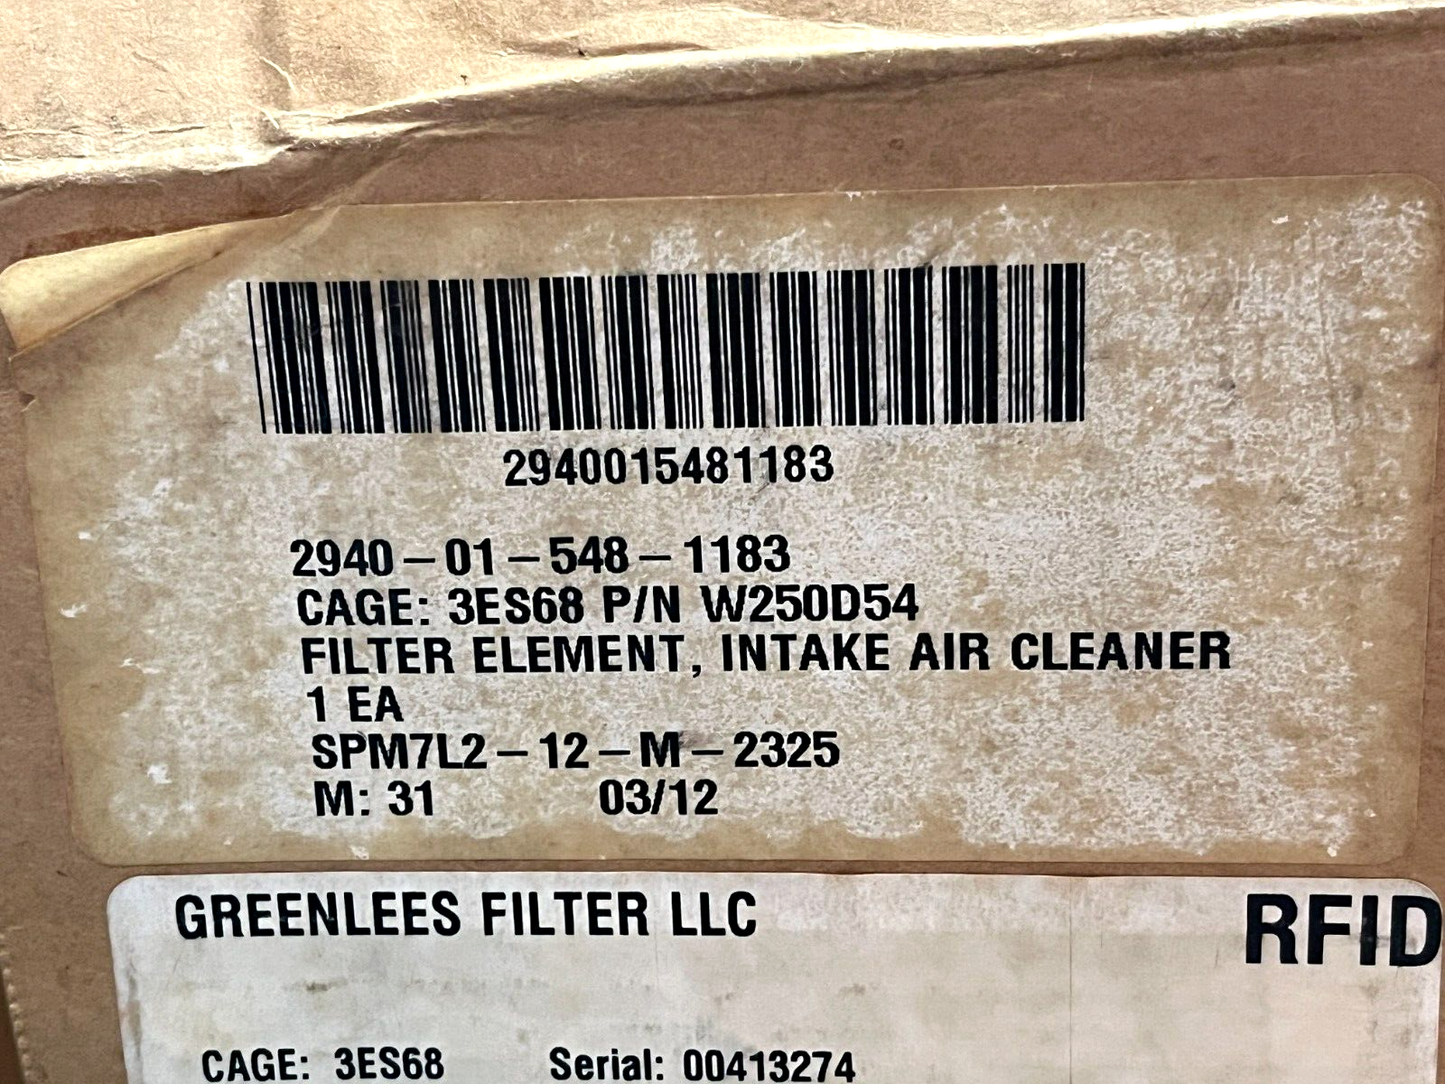 2940015481183
2940-01-548-1183
CAGE: 3ES68 P/N W250D54
FILTER ELEMENT, INTAKE AIR CLEANER
1 EA
SPM7L2-12-M-2325
M: 31 03/12
GREENLEES FILTER LLC
RFID
CAGE: 3ES68 Serial: 00413274